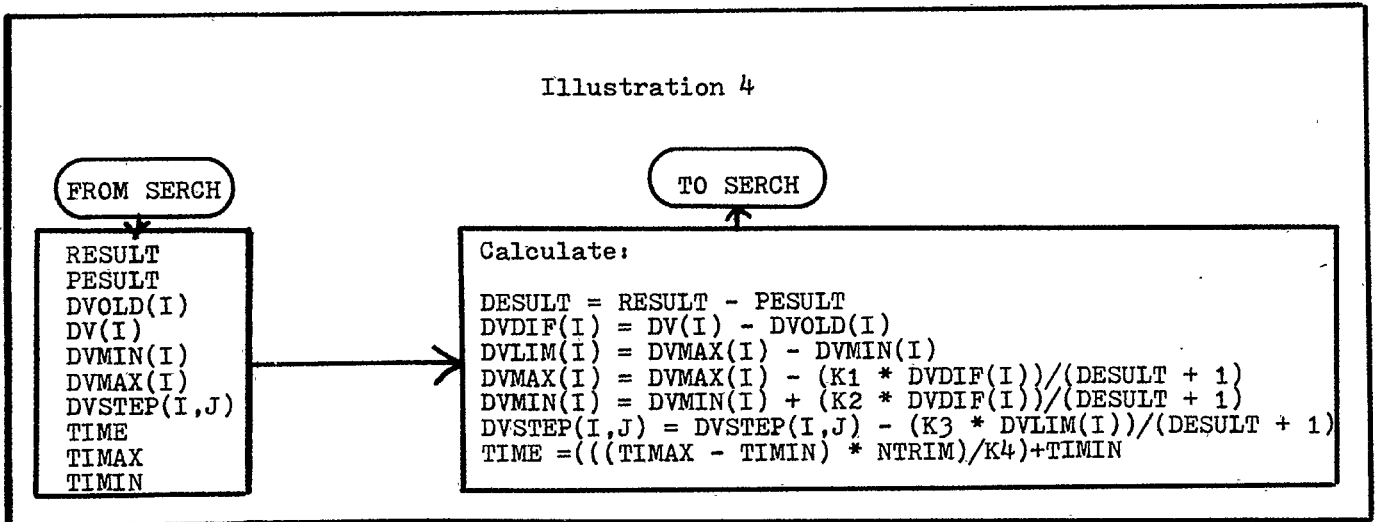 Illustration 4
FROM SERCH
RESULT
PESULT
DVOLD(I)
DV(I)
DVMIN(I)
DVMAX(I)
DVSTEP(I,J)
TIME
TIMAX
TIMIN
TO SERCH
Calculate:
DESULT = RESULT - PESULT
DVDIF(I) = DV(I) - DVOLD(I)
DVLIM(I) = DVMAX(I) - DVMIN(I)
DVMAX(I) = DVMAX(I) - (K1 * DVDIF(I))/(DESULT + 1)
DVMIN(I) = DVMIN(I) + (K2 * DVDIF(I))/(DESULT + 1)
DVSTEP(I,J) = DVSTEP(I,J) - (K3 * DVLIM(I))/(DESULT + 1)
TIME =(((TIMAX - TIMIN) * NTRIM)/K4)+TIMIN